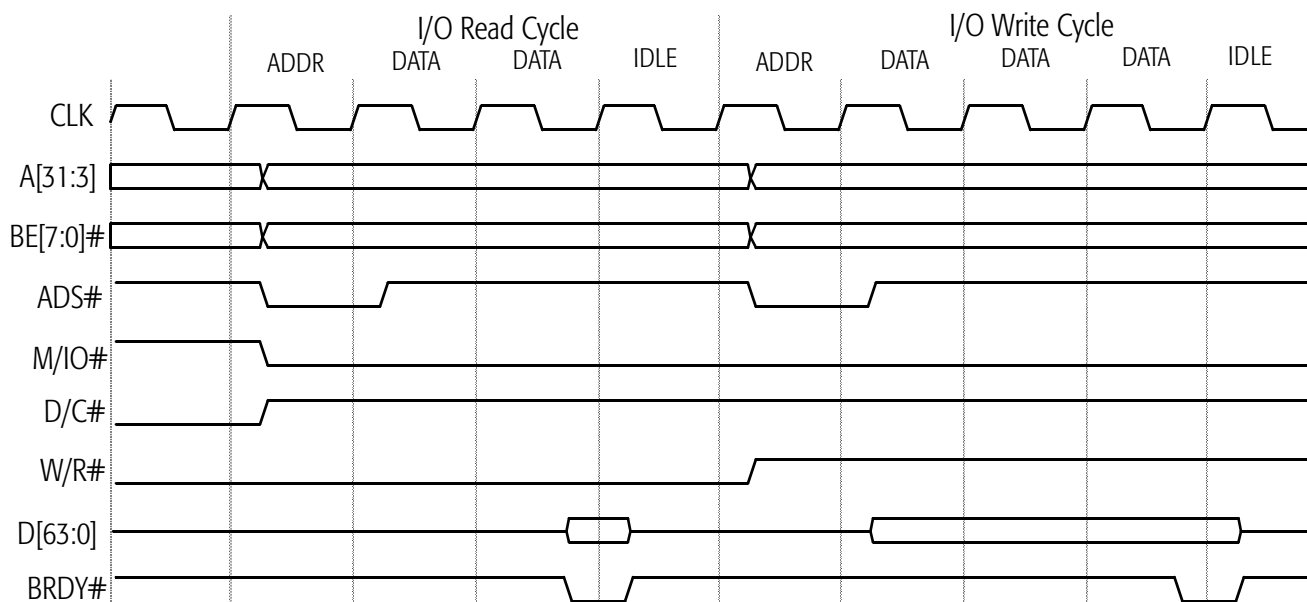 I/O Read Cycle I/O Write Cycle
ADDR DATA DATA IDLE ADDR DATA DATA DATA IDLE
CLK
A[31:3]
BE[7:0]#
ADS#
M/IO#
D/C#
W/R#
D[63:0]
BRDY#